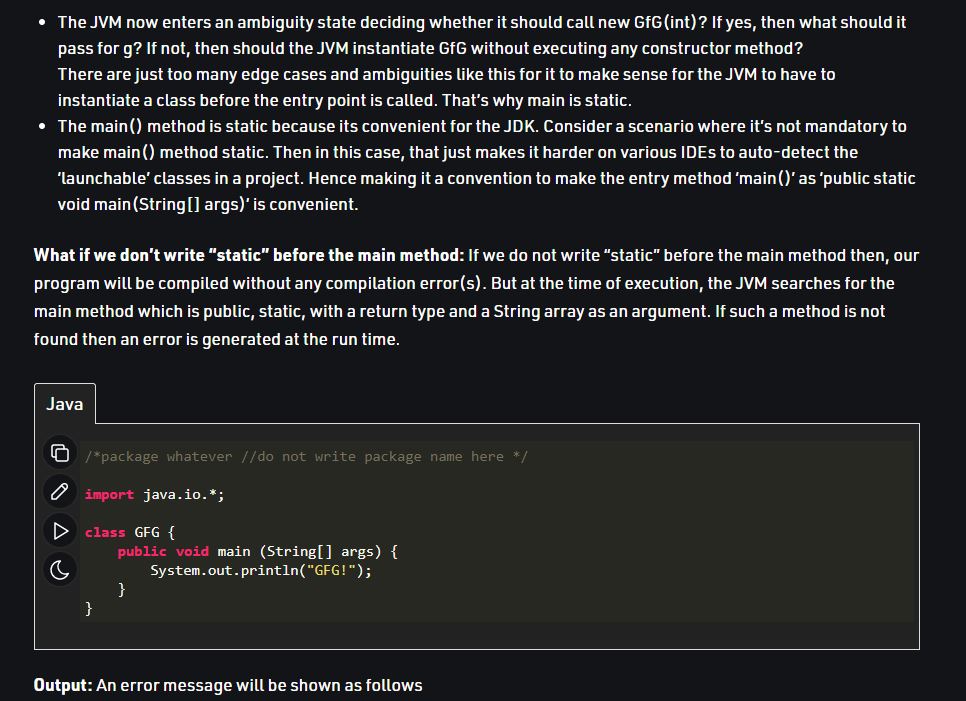 • The JVM now enters an ambiguity state deciding whether it should call new GfG(int)? If yes, then what should it
pass for g? If not, then should the JVM instantiate GfG without executing any constructor method?
There are just too many edge cases and ambiguities like this for it to make sense for the JVM to have to
instantiate a class before the entry point is called. That’s why main is static.
• The main() method is static because its convenient for the JDK. Consider a scenario where it’s not mandatory to
make main() method static. Then in this case, that just makes it harder on various IDEs to auto-detect the
‘launchable’ classes in a project. Hence making it a convention to make the entry method ‘main()’ as ‘public static
void main(String[] args)’ is convenient.
What if we don’t write “static” before the main method: If we do not write “static” before the main method then, our
program will be compiled without any compilation error(s). But at the time of execution, the JVM searches for the
main method which is public, static, with a return type and a String array as an argument. If such a method is not
found then an error is generated at the run time.
Java
/*package whatever //do not write package name here */
import java.io.*;
class GFG {
    public void main (String[] args) {
        System.out.println("GFG!");
    }
}
Output: An error message will be shown as follows